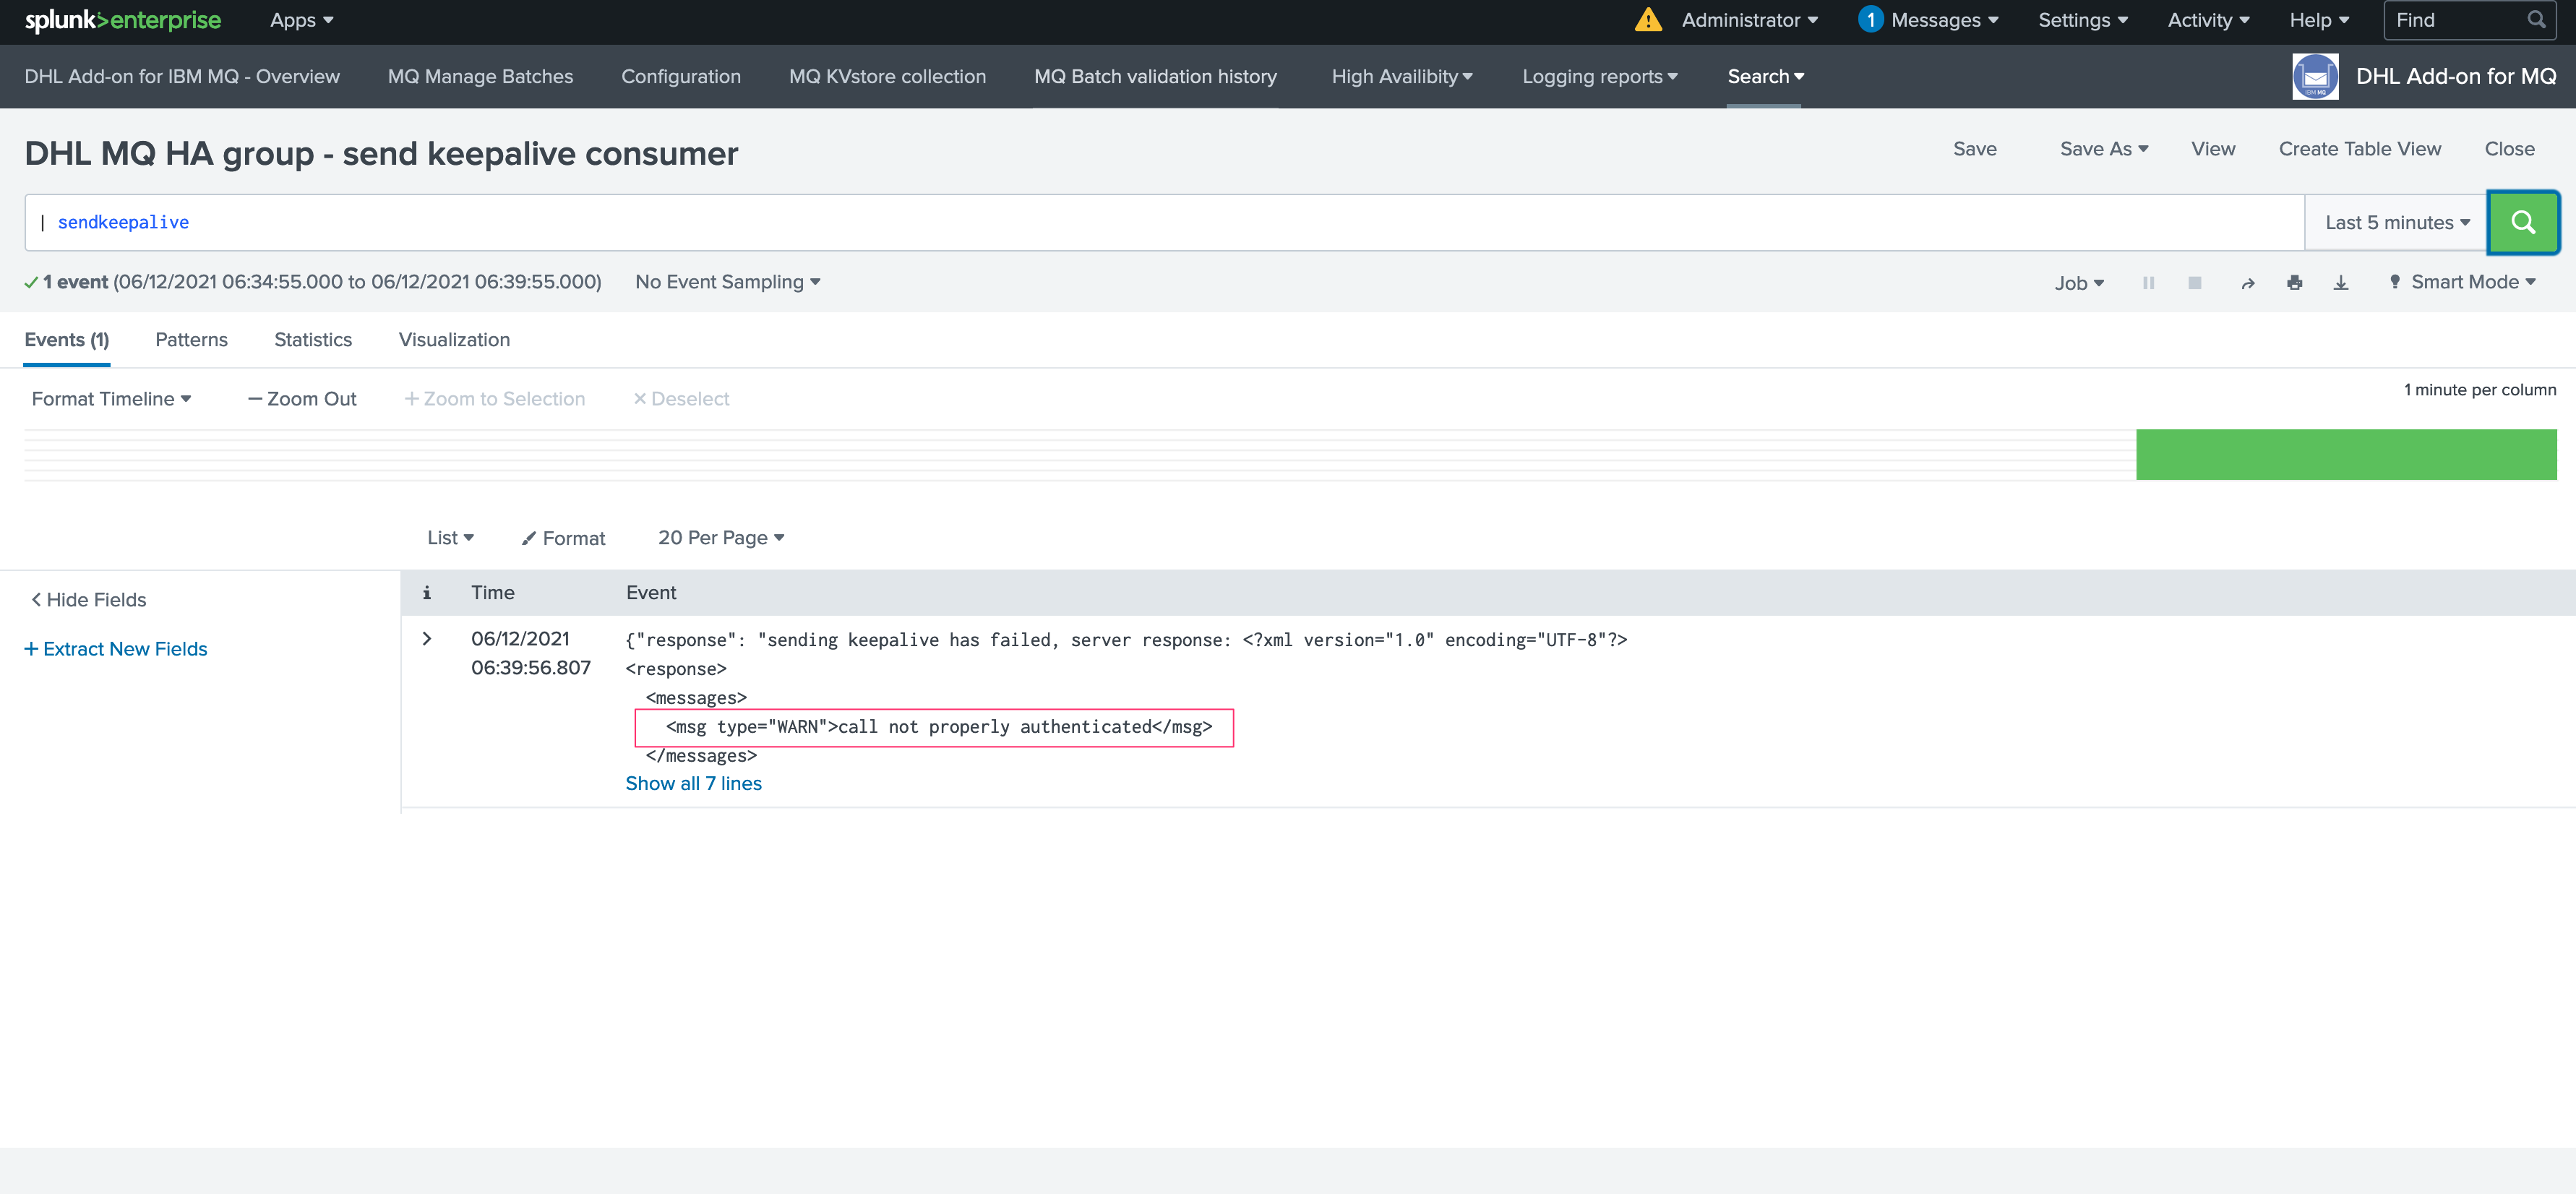 splunk>enterprise Apps Administrator 1 Messages Settings Activity Help Find
DHL Add-on for IBM MQ - Overview MQ Manage Batches Configuration MQ KVstore collection MQ Batch validation history High Availibity Logging reports Search IBM MQ DHL Add-on for MQ
DHL MQ HA group - send keepalive consumer Save Save As View Create Table View Close
| sendkeepalive Last 5 minutes
1 event (06/12/2021 06:34:55.000 to 06/12/2021 06:39:55.000) No Event Sampling Job Smart Mode
Events (1) Patterns Statistics Visualization
Format Timeline — Zoom Out + Zoom to Selection × Deselect 1 minute per column
List Format 20 Per Page
< Hide Fields i Time Event
+ Extract New Fields
> 06/12/2021 {"response": "sending keepalive has failed, server response: <?xml version="1.0" encoding="UTF-8"?>
06:39:56.807 <response>
<messages>
<msg type="WARN">call not properly authenticated</msg>
</messages>
Show all 7 lines